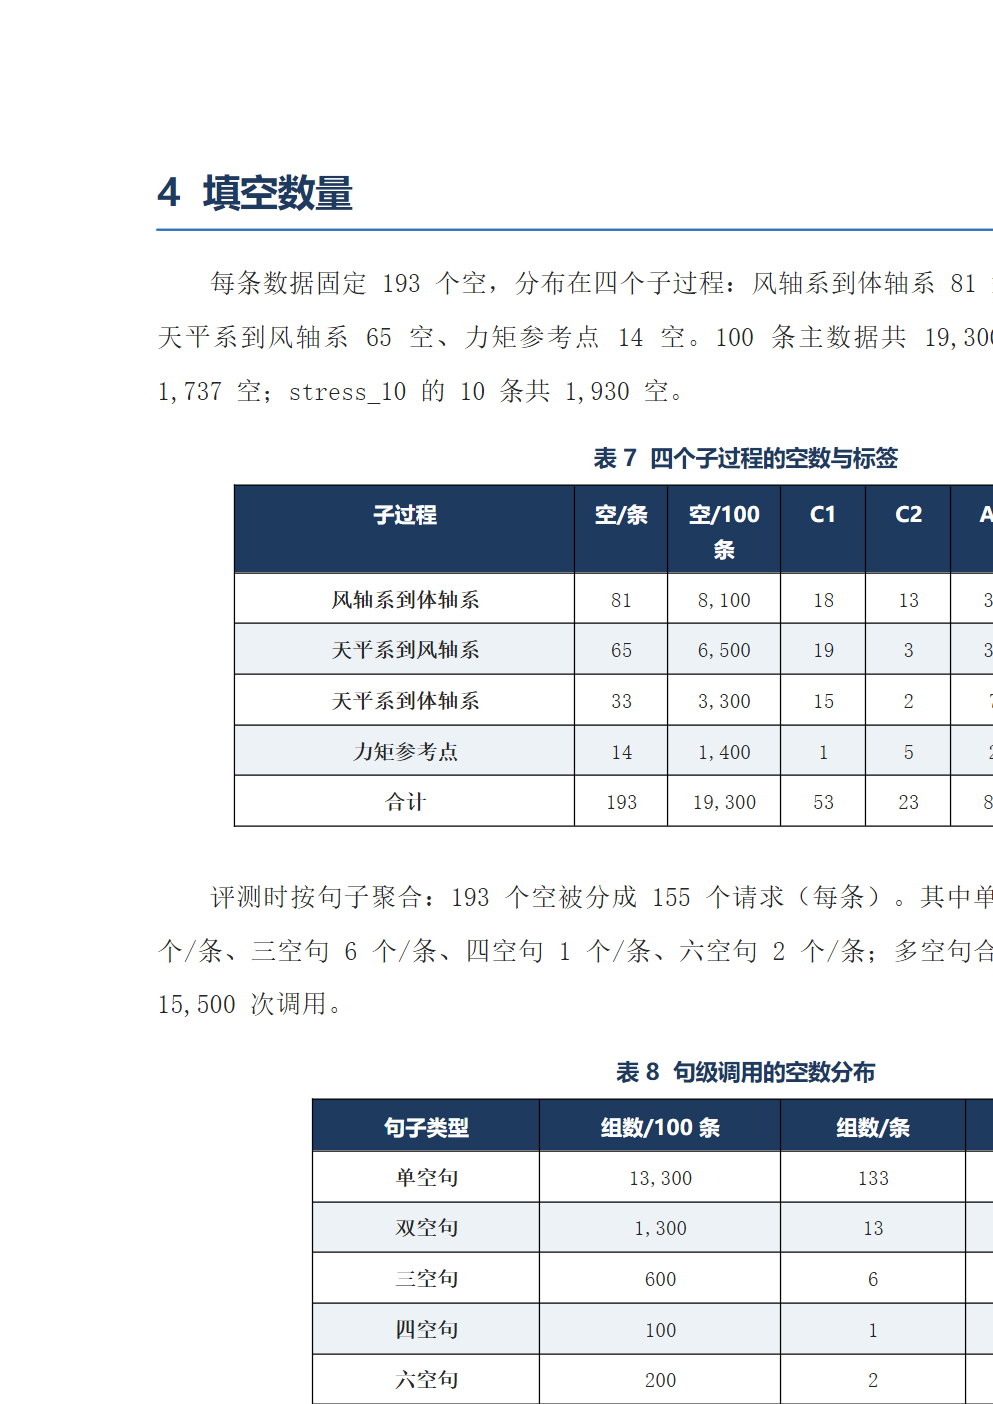 4 填空数量
每条数据固定 193 个空，分布在四个子过程：风轴系到体轴系 81
天平系到风轴系 65 空、力矩参考点 14 空。100 条主数据共 19,300
1,737 空；stress_10 的 10 条共 1,930 空。
表 7 四个子过程的空数与标签
子过程 空/条 空/100 条 C1 C2 A
风轴系到体轴系 81 8,100 18 13 3
天平系到风轴系 65 6,500 19 3 3
天平系到体轴系 33 3,300 15 2 7
力矩参考点 14 1,400 1 5 2
合计 193 19,300 53 23 8
评测时按句子聚合：193 个空被分成 155 个请求（每条）。其中单
个/条、三空句 6 个/条、四空句 1 个/条、六空句 2 个/条；多空句合
15,500 次调用。
表 8 句级调用的空数分布
句子类型 组数/100 条 组数/条
单空句 13,300 133
双空句 1,300 13
三空句 600 6
四空句 100 1
六空句 200 2